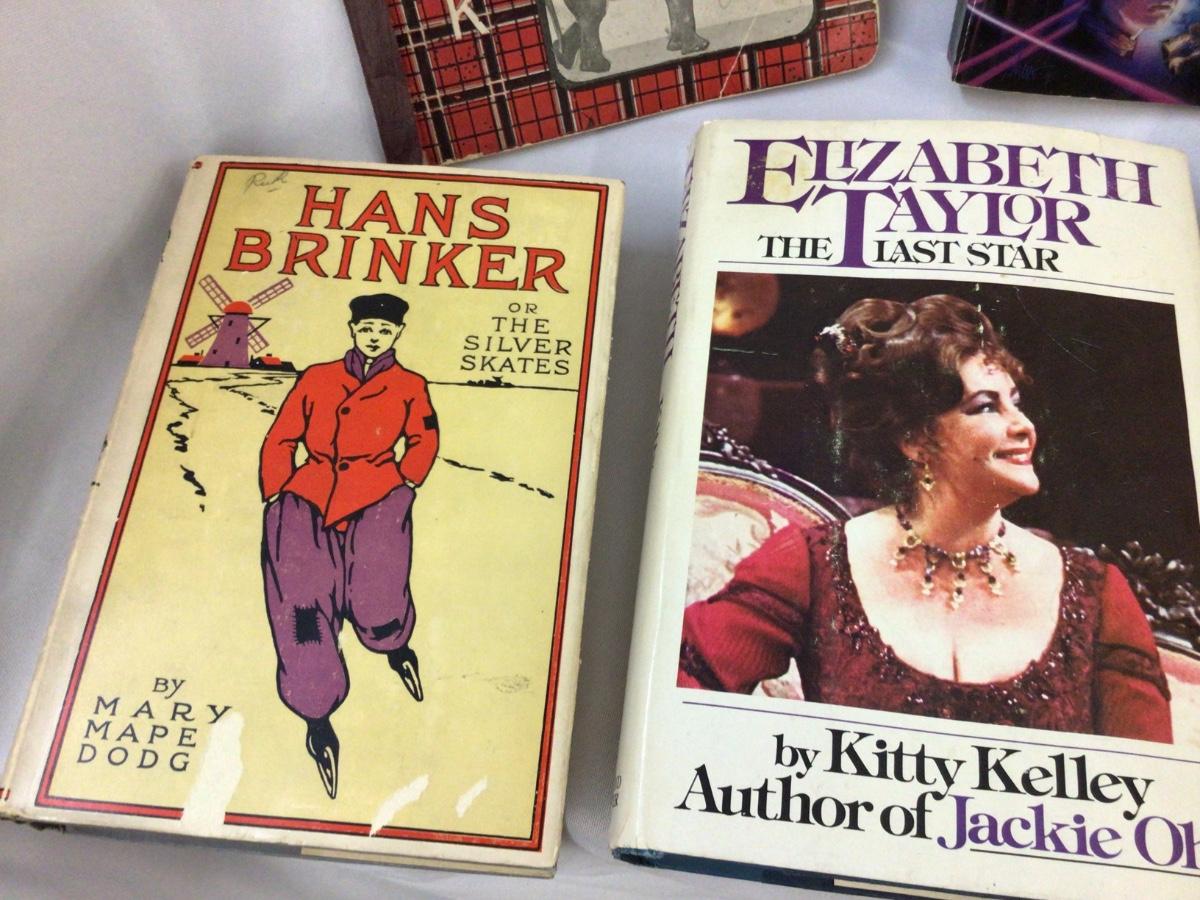 K
Ruth
HANS
BRINKER
OR
THE
SILVER
SKATES
BY
MARY
MAPE
DODG
ELIZABETH
TAYLOR
THE LAST STAR
by Kitty Kelley
Author of Jackie Oh